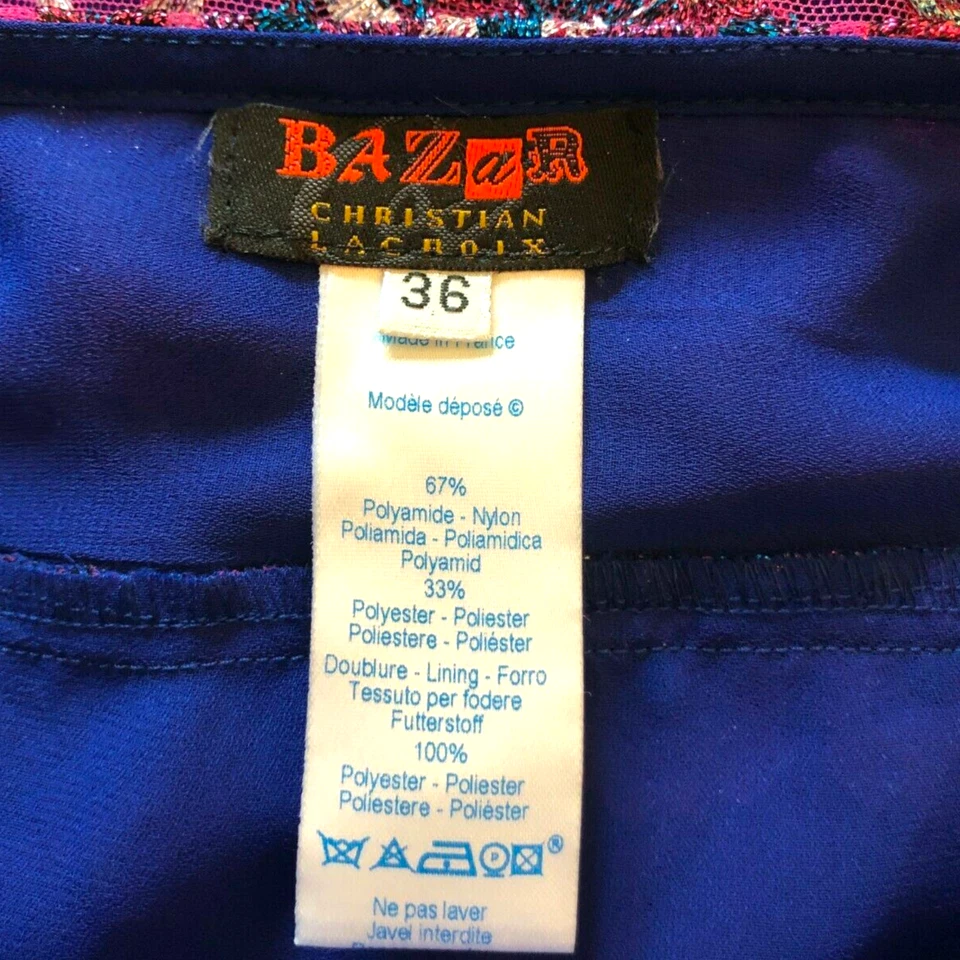 BAZaR
CHRISTIAN
LACROIX
36
Made in France
Modèle déposé ©
67%
Polyamide - Nylon
Poliamida - Poliamidica
Polyamid
33%
Polyester - Poliester
Poliestere - Poliéster
Doublure - Lining - Forro
Tessuto per fodere
Futterstoff
100%
Polyester - Poliester
Poliestere - Poliéster
P
®
Ne pas laver
Javel interdite